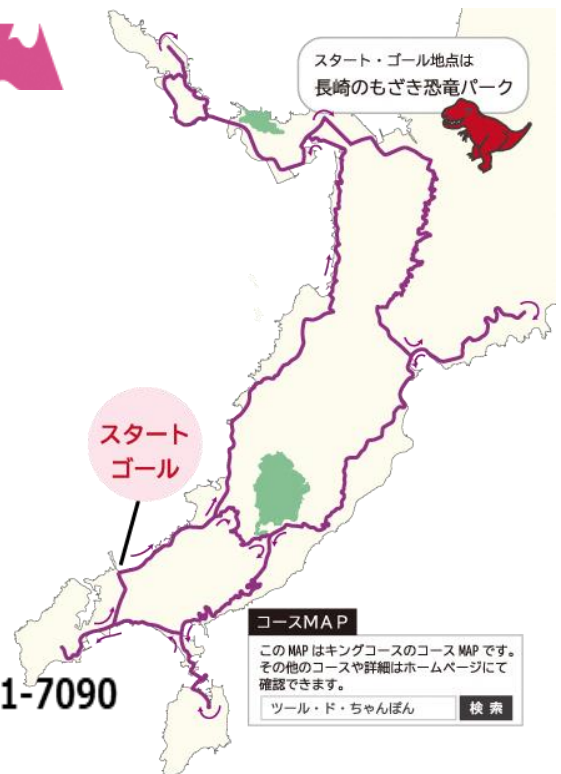 スタート・ゴール地点は
長崎のもざき恐竜パーク
スタート
ゴール
1-7090
コースMAP
このMAPはキングコースのコースMAPです。
その他のコースや詳細はホームページにて
確認できます。
ツール・ド・ちゃんぽん
検索